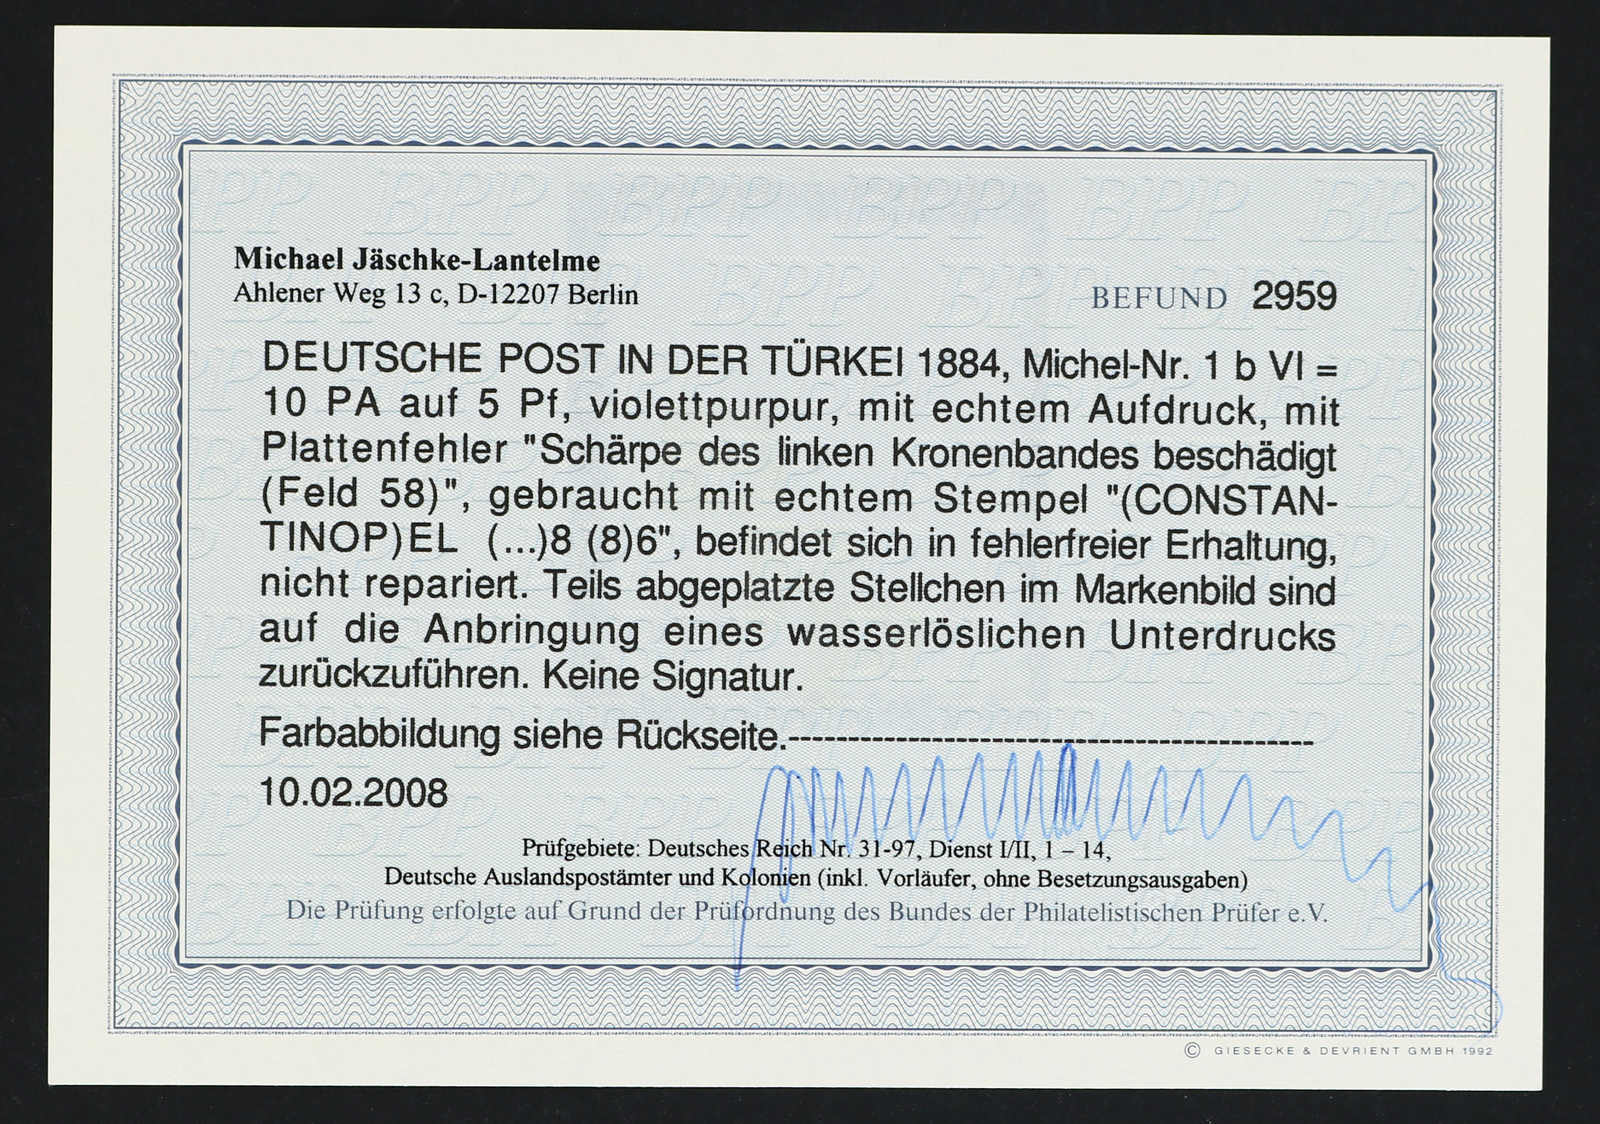 Michael Jäschke-Lantelme
Ahlener Weg 13 c, D-12207 Berlin
BEFUND 2959
DEUTSCHE POST IN DER TÜRKEI 1884, Michel-Nr. 1 b VI =
10 PA auf 5 Pf, violettpurpur, mit echtem Aufdruck, mit
Plattenfehler "Schärpe des linken Kronenbandes beschädigt
(Feld 58)", gebraucht mit echtem Stempel "(CONSTAN-
TINOP)EL (...)8 (8)6", befindet sich in fehlerfreier Erhaltung,
nicht repariert. Teils abgeplatzte Stellchen im Markenbild sind
auf die Anbringung eines wasserlöslichen Unterdrucks
zurückzuführen. Keine Signatur.
Farbabbildung siehe Rückseite.--------------------------------------------
10.02.2008
Prüfgebiete: Deutsches Reich Nr. 31-97, Dienst I/II, 1 – 14,
Deutsche Auslandspostämter und Kolonien (inkl. Vorläufer, ohne Besetzungsausgaben)
Die Prüfung erfolgte auf Grund der Prüfordnung des Bundes der Philatelistischen Prüfer e.V.
© GIESECKE & DEVRIENT GMBH 1992